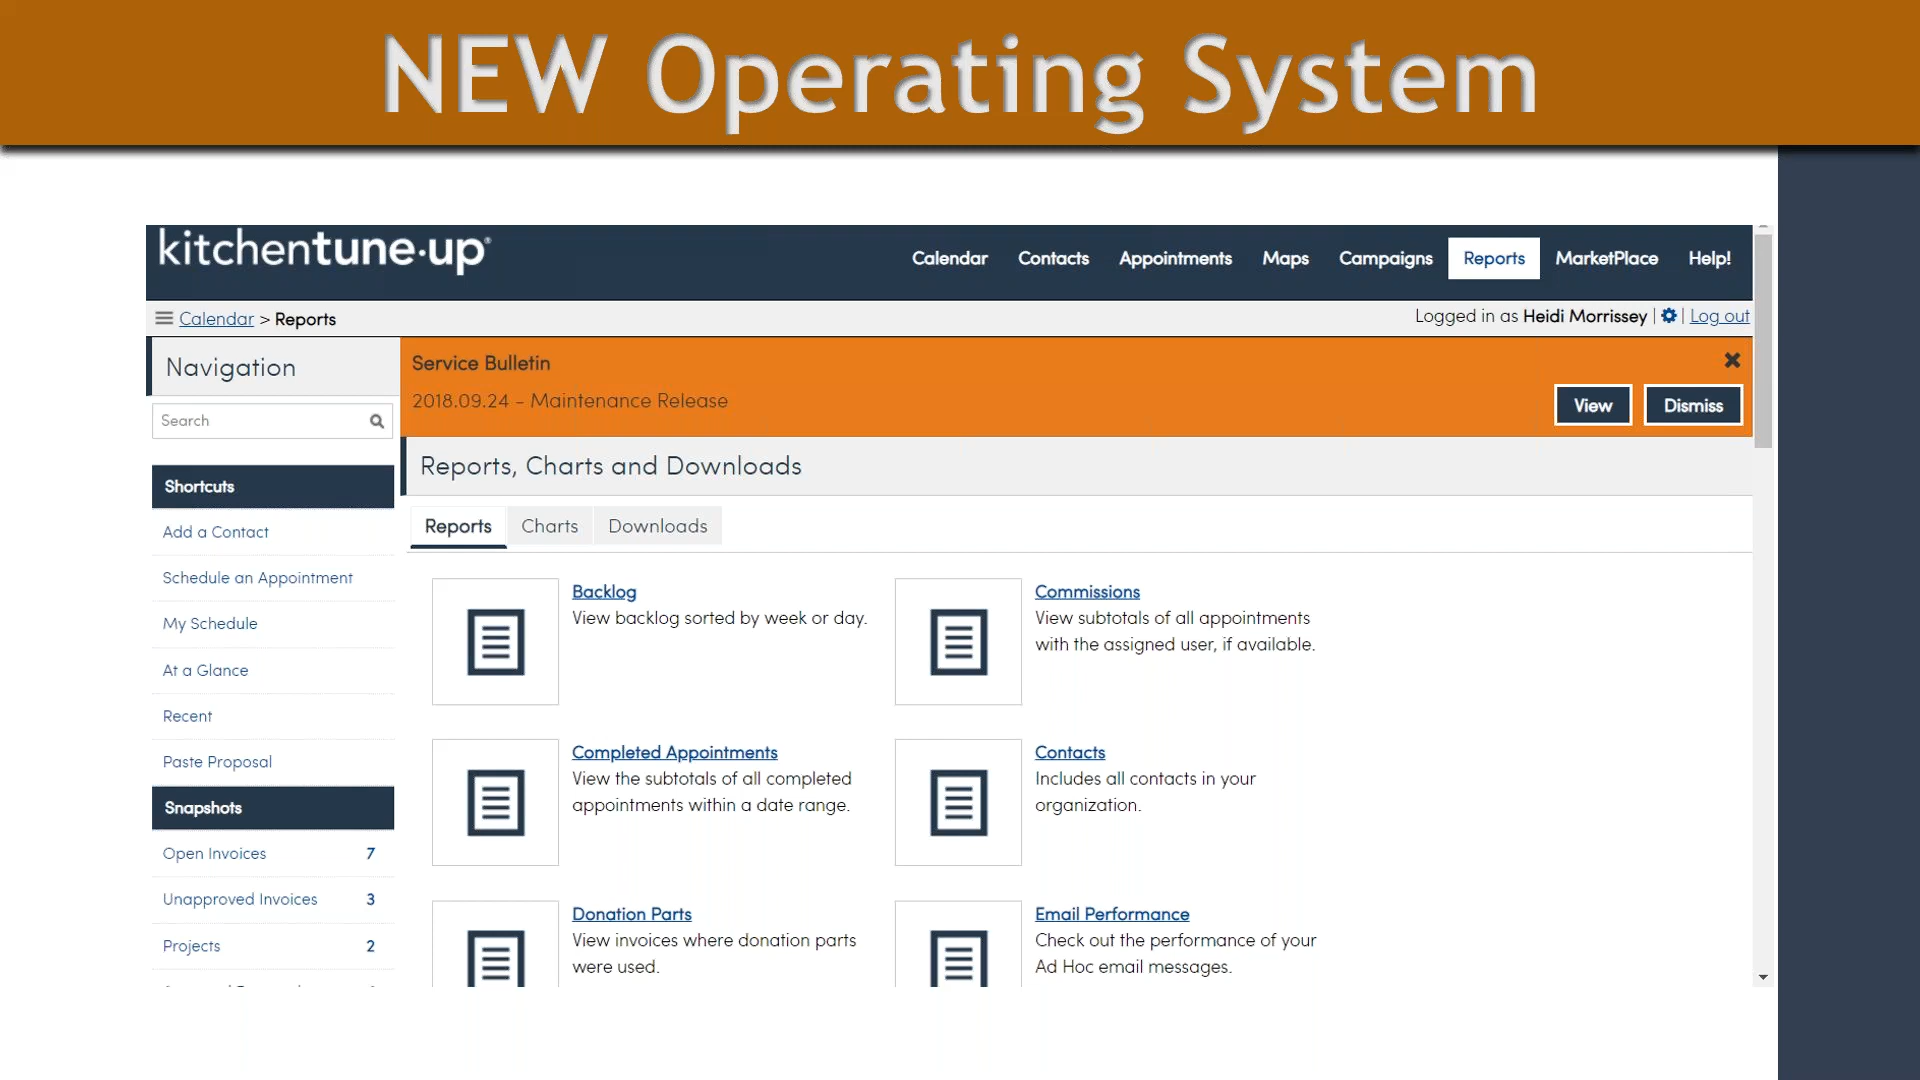 NEW Operating System
kitchentune·up®
Calendar Contacts Appointments Maps Campaigns Reports MarketPlace Help!
Calendar > Reports
Logged in as Heidi Morrissey | | Log out
Navigation
Search
Shortcuts
Add a Contact
Schedule an Appointment
My Schedule
At a Glance
Recent
Paste Proposal
Snapshots
Open Invoices 7
Unapproved Invoices 3
Projects 2
Service Bulletin
2018.09.24 - Maintenance Release
View Dismiss
Reports, Charts and Downloads
Reports Charts Downloads
Backlog
View backlog sorted by week or day.
Commissions
View subtotals of all appointments
with the assigned user, if available.
Completed Appointments
View the subtotals of all completed
appointments within a date range.
Contacts
Includes all contacts in your
organization.
Donation Parts
View invoices where donation parts
were used.
Email Performance
Check out the performance of your
Ad Hoc email messages.